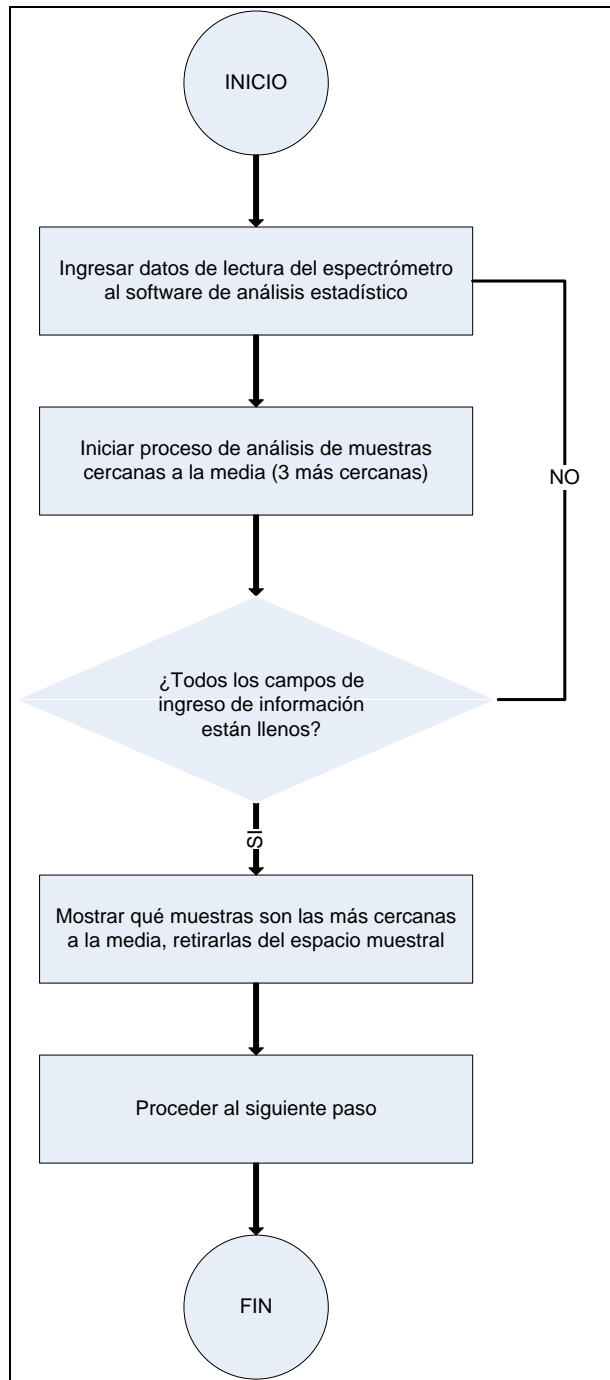 INICIO
Ingresar datos de lectura del espectrómetro
al software de análisis estadístico
Iniciar proceso de análisis de muestras
cercanas a la media (3 más cercanas)
NO
¿Todos los campos de
ingreso de información
están llenos?
SI
Mostrar qué muestras son las más cercanas
a la media, retirarlas del espacio muestral
Proceder al siguiente paso
FIN